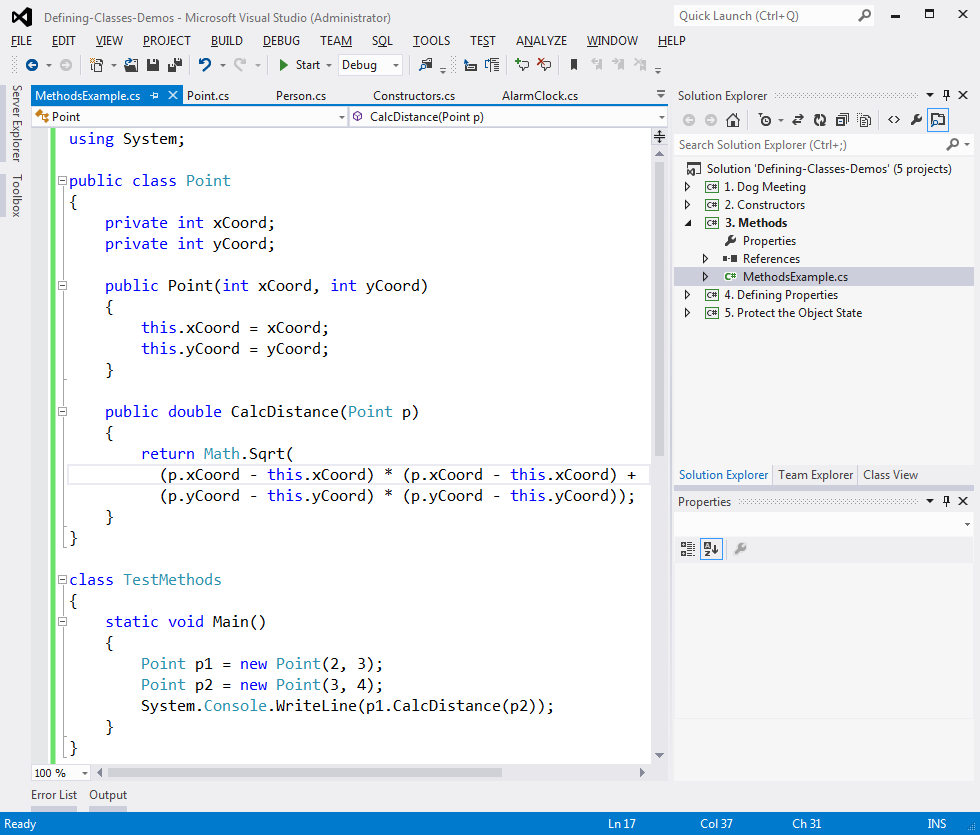 Defining-Classes-Demos - Microsoft Visual Studio (Administrator)
Quick Launch (Ctrl+Q)
FILE EDIT VIEW PROJECT BUILD DEBUG TEAM SQL TOOLS TEST ANALYZE WINDOW HELP
Start Debug
Server Explorer
Toolbox
MethodsExample.cs Point.cs Person.cs Constructors.cs AlarmClock.cs
Point CalcDistance(Point p)
using System;
public class Point
{
private int xCoord;
private int yCoord;
public Point(int xCoord, int yCoord)
{
this.xCoord = xCoord;
this.yCoord = yCoord;
}
public double CalcDistance(Point p)
{
return Math.Sqrt(
(p.xCoord - this.xCoord) * (p.xCoord - this.xCoord) +
(p.yCoord - this.yCoord) * (p.yCoord - this.yCoord));
}
}
class TestMethods
{
static void Main()
{
Point p1 = new Point(2, 3);
Point p2 = new Point(3, 4);
System.Console.WriteLine(p1.CalcDistance(p2));
}
}
100 %
Solution Explorer
Search Solution Explorer (Ctrl+;)
Solution 'Defining-Classes-Demos' (5 projects)
C# 1. Dog Meeting
C# 2. Constructors
C# 3. Methods
Properties
References
C# MethodsExample.cs
C# 4. Defining Properties
C# 5. Protect the Object State
Solution Explorer Team Explorer Class View
Properties
Error List Output
Ready Ln 17 Col 37 Ch 31 INS